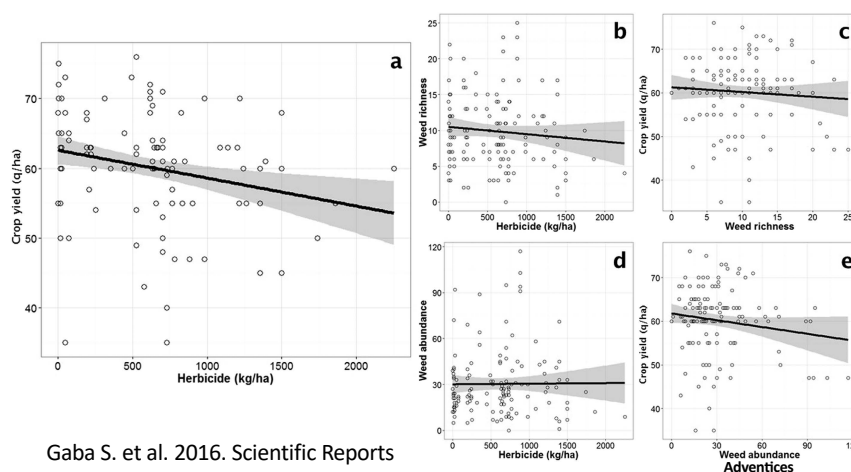 a
Crop yield (q/ha)
70
60
50
40
0
500
1000
1500
2000
Herbicide (kg/ha)
b
Weed richness
25
20
15
10
5
0
0
500
1000
1500
2000
Herbicide (kg/ha)
c
Crop yield (q/ha)
70
60
50
40
0
5
10
15
20
25
Weed richness
d
Weed abundance
120
90
60
30
0
0
500
1000
1500
2000
Herbicide (kg/ha)
e
Crop yield (q/ha)
70
60
50
40
0
30
60
90
Weed abundance
Adventices
Gaba S. et al. 2016. Scientific Reports